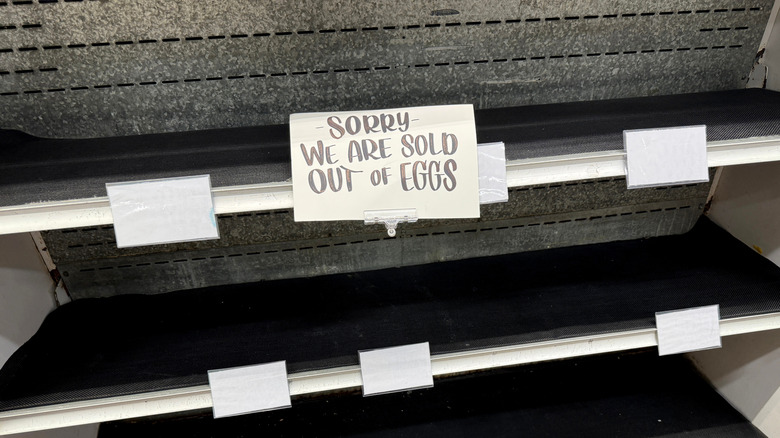 -SORRY-
WE ARE SOLD
OUT OF EGGS